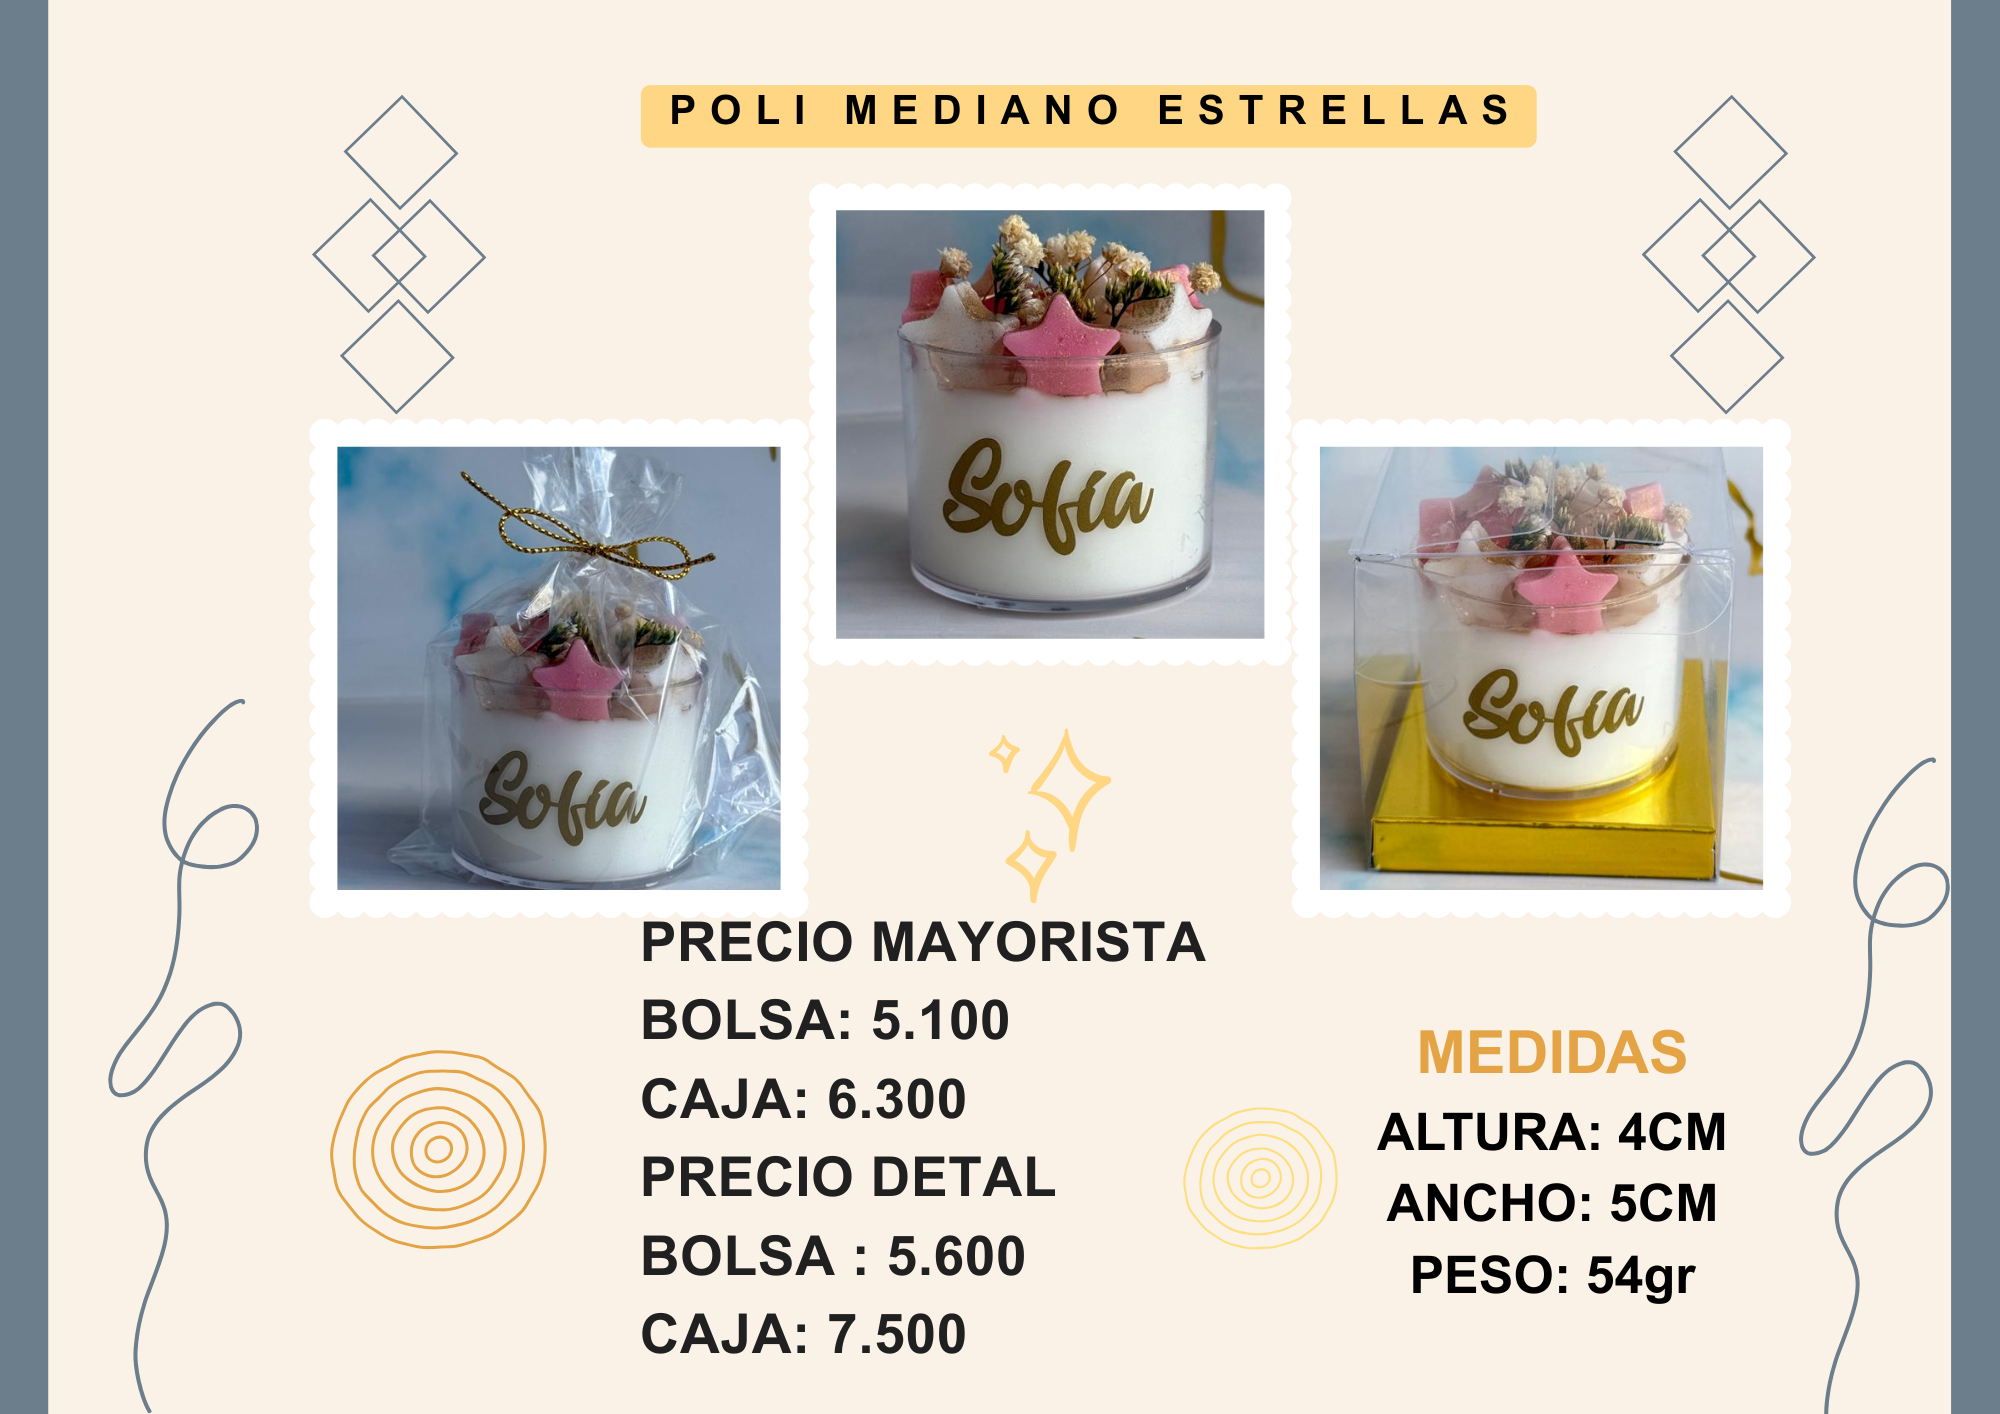 POLI MEDIANO ESTRELLAS
Sofía
Sofía
Sofía
PRECIO MAYORISTA
BOLSA: 5.100
CAJA: 6.300
PRECIO DETAL
BOLSA : 5.600
CAJA: 7.500
MEDIDAS
ALTURA: 4CM
ANCHO: 5CM
PESO: 54gr